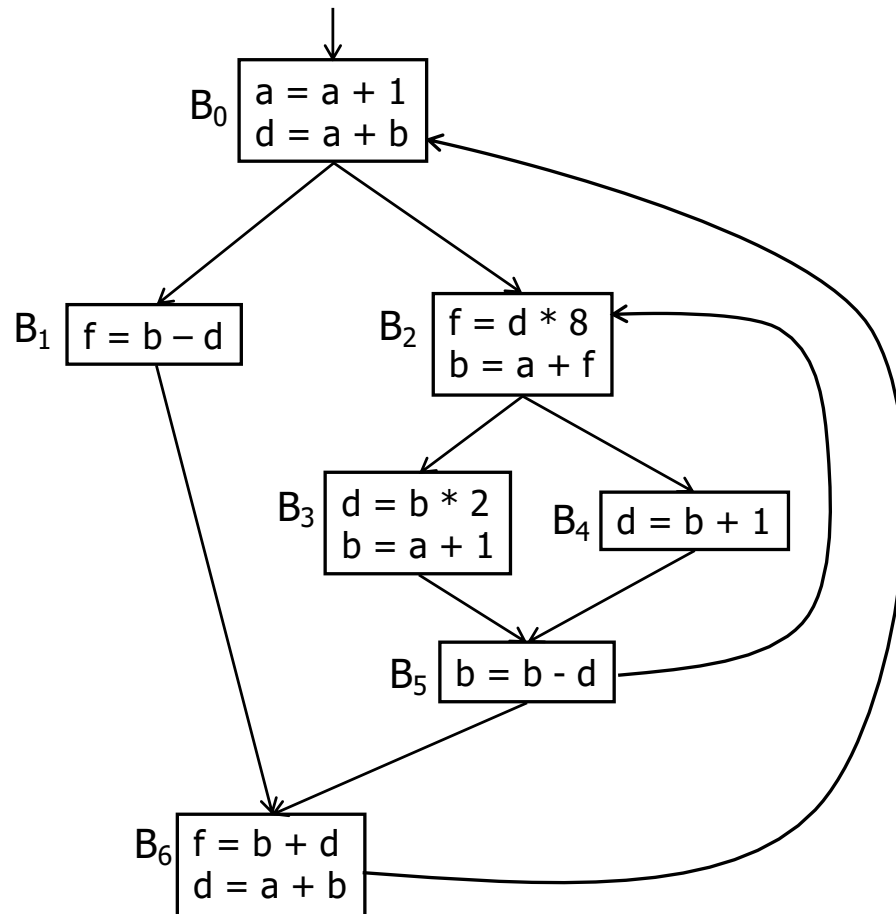 B₀
a = a + 1
d = a + b
B₁
f = b – d
B₂
f = d * 8
b = a + f
B₃
d = b * 2
b = a + 1
B₄
d = b + 1
B₅
b = b - d
B₆
f = b + d
d = a + b